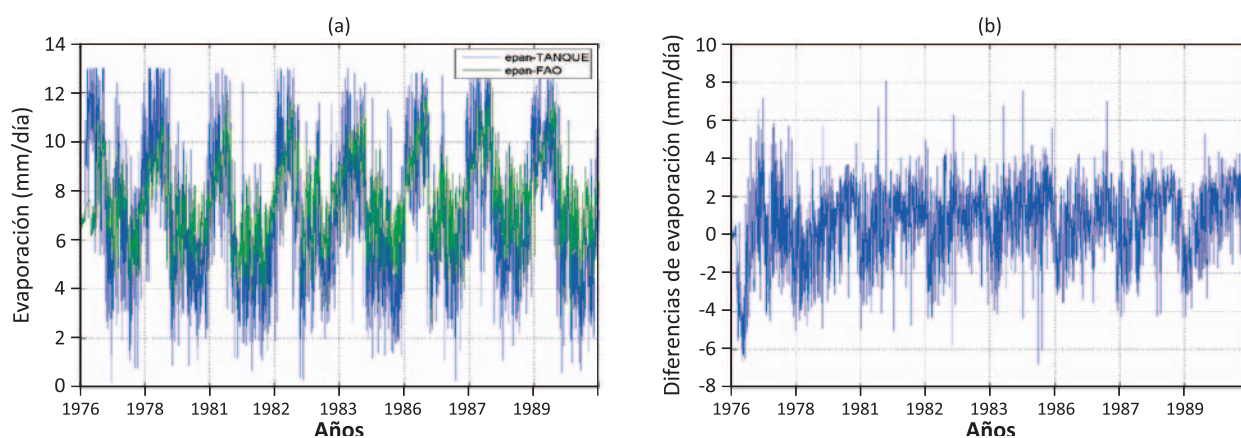 (a)
Evaporación (mm/día)
14
12
10
8
6
4
2
0
epan-TANQUE
epan-FAO
1976 1978 1981 1982 1983 1986 1987 1989
Años
(b)
Diferencias de evaporación (mm/día)
10
8
6
4
2
0
-2
-4
-6
-8
1976 1978 1981 1982 1983 1986 1987 1989
Años